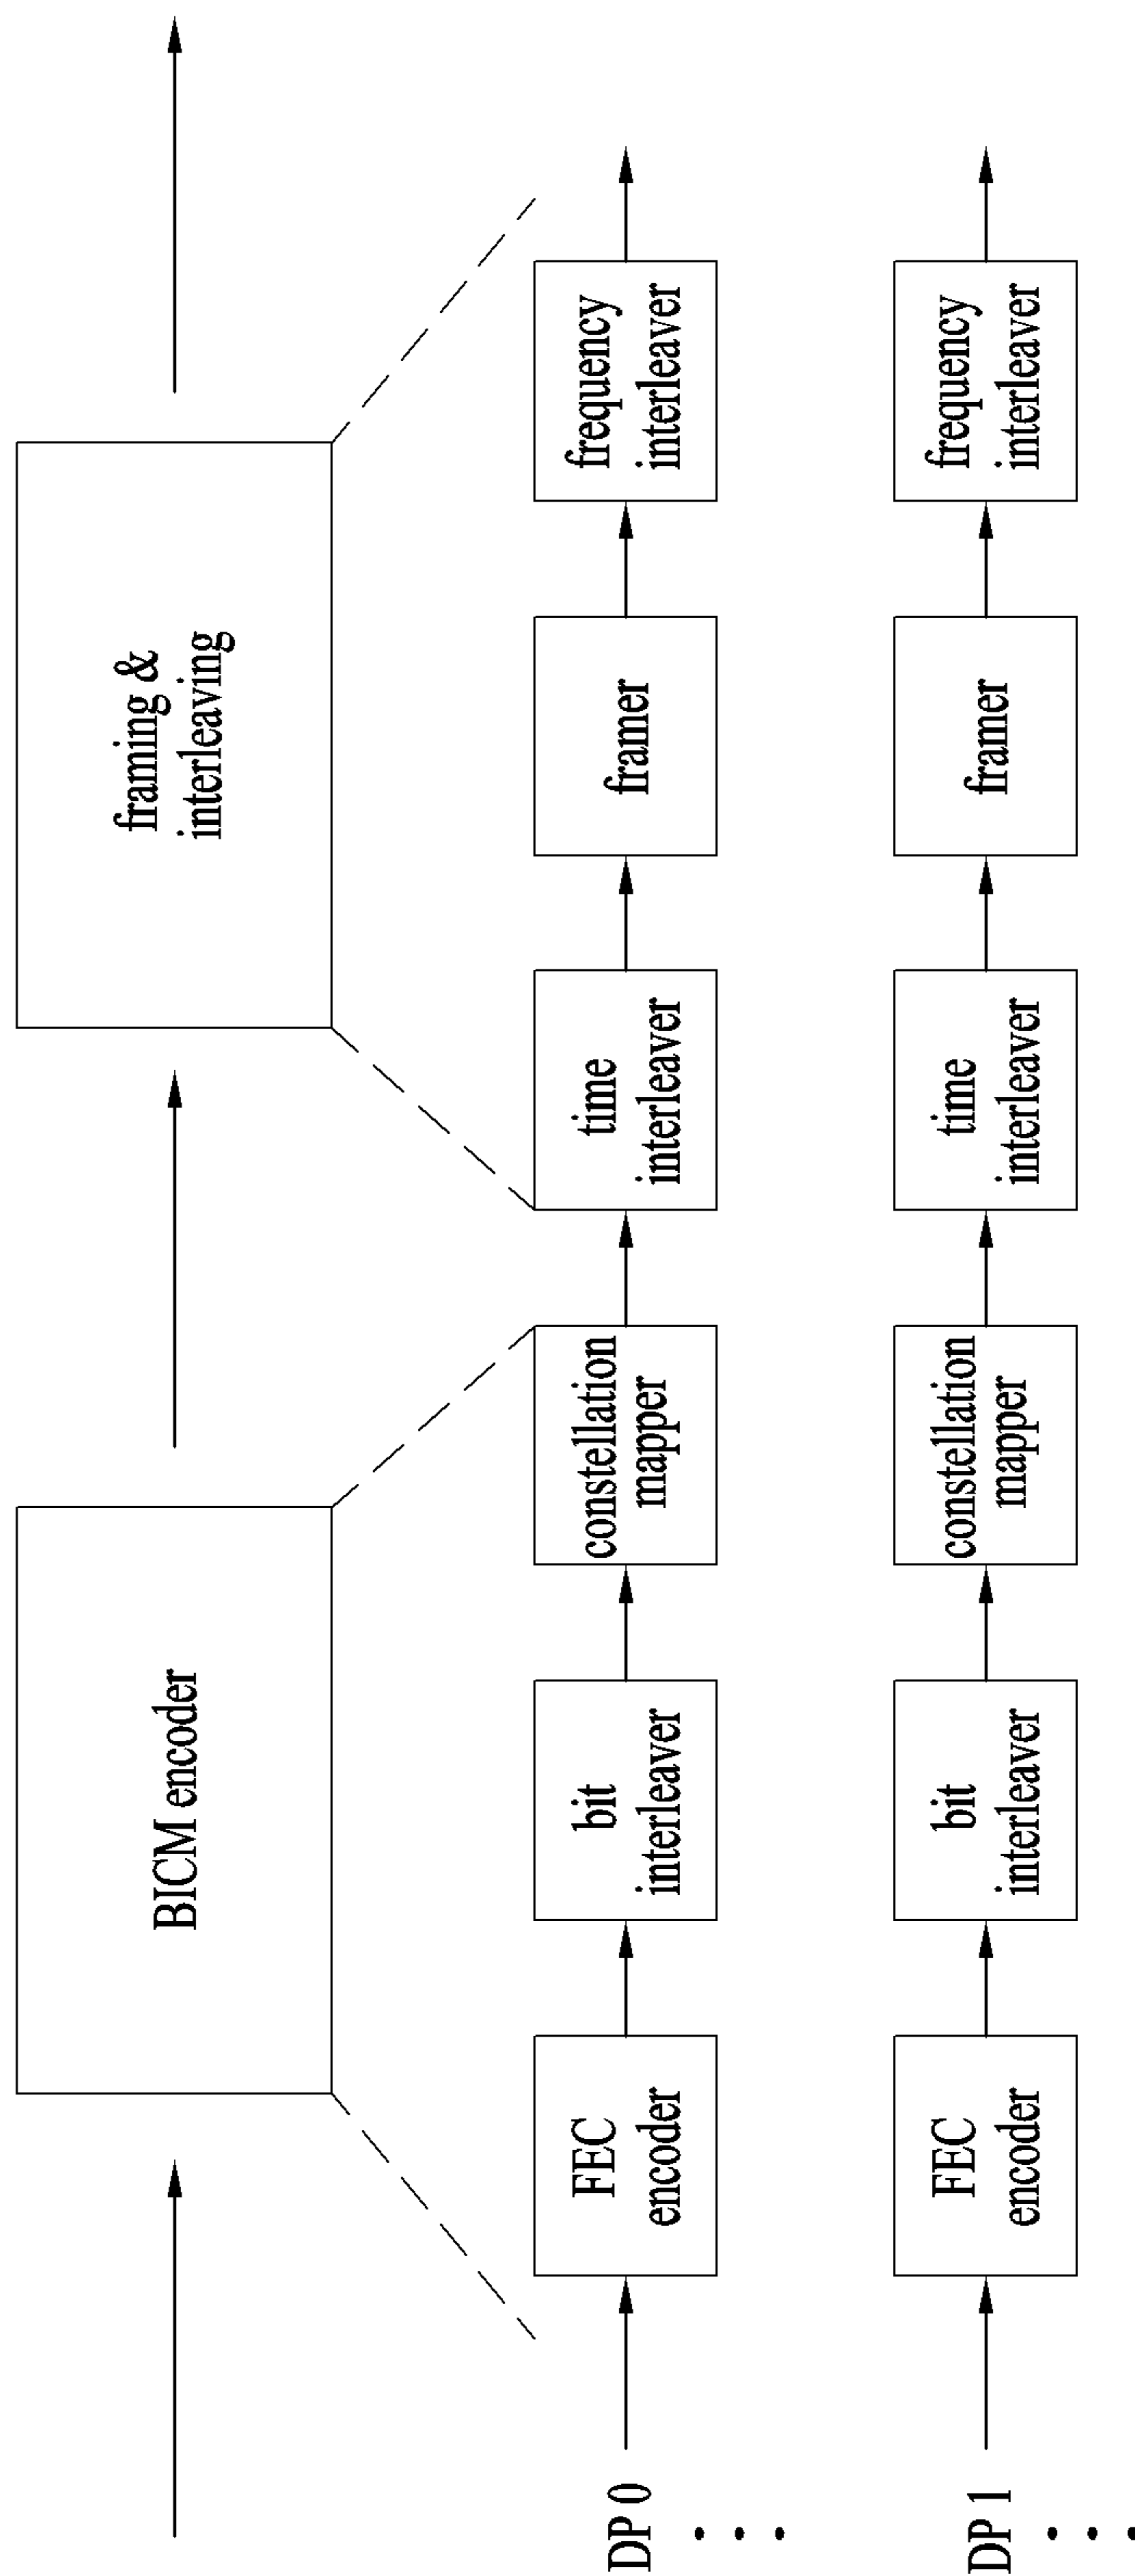 BICM encoder
framing &
interleaving
DP 0
FEC
encoder
bit
interleaver
constellation
mapper
time
interleaver
framer
frequency
interleaver
DP 1
FEC
encoder
bit
interleaver
constellation
mapper
time
interleaver
framer
frequency
interleaver